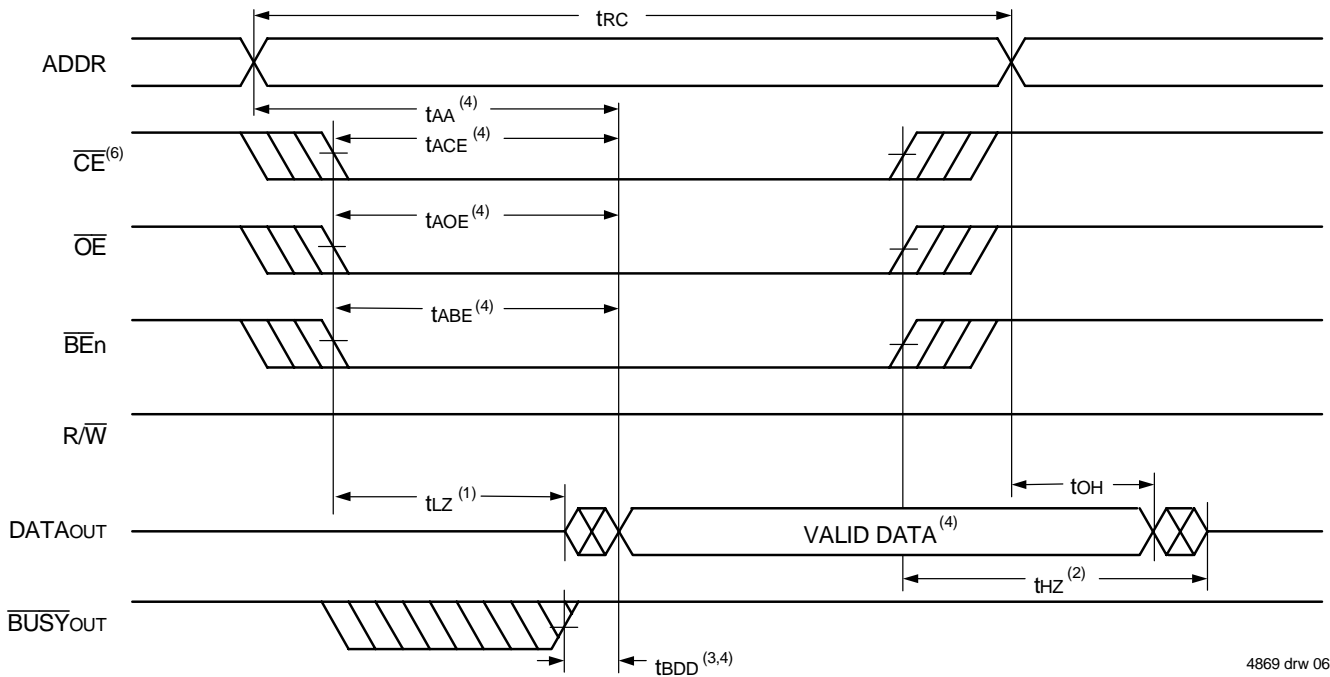 tRC
ADDR
tAA (4)
CE(6)
tACE (4)
OE
tAOE (4)
BEn
tABE (4)
R/W
tLZ (1)
tOH
DATAOUT
VALID DATA(4)
tHZ (2)
BUSYOUT
tBDD (3,4)
4869 drw 06